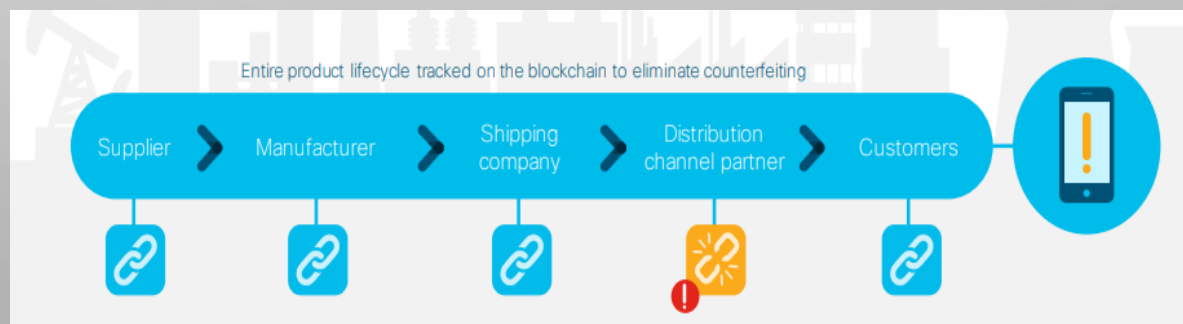 Entire product lifecycle tracked on the blockchain to eliminate counterfeiting
Supplier
Manufacturer
Shipping
company
Distribution
channel partner
Customers